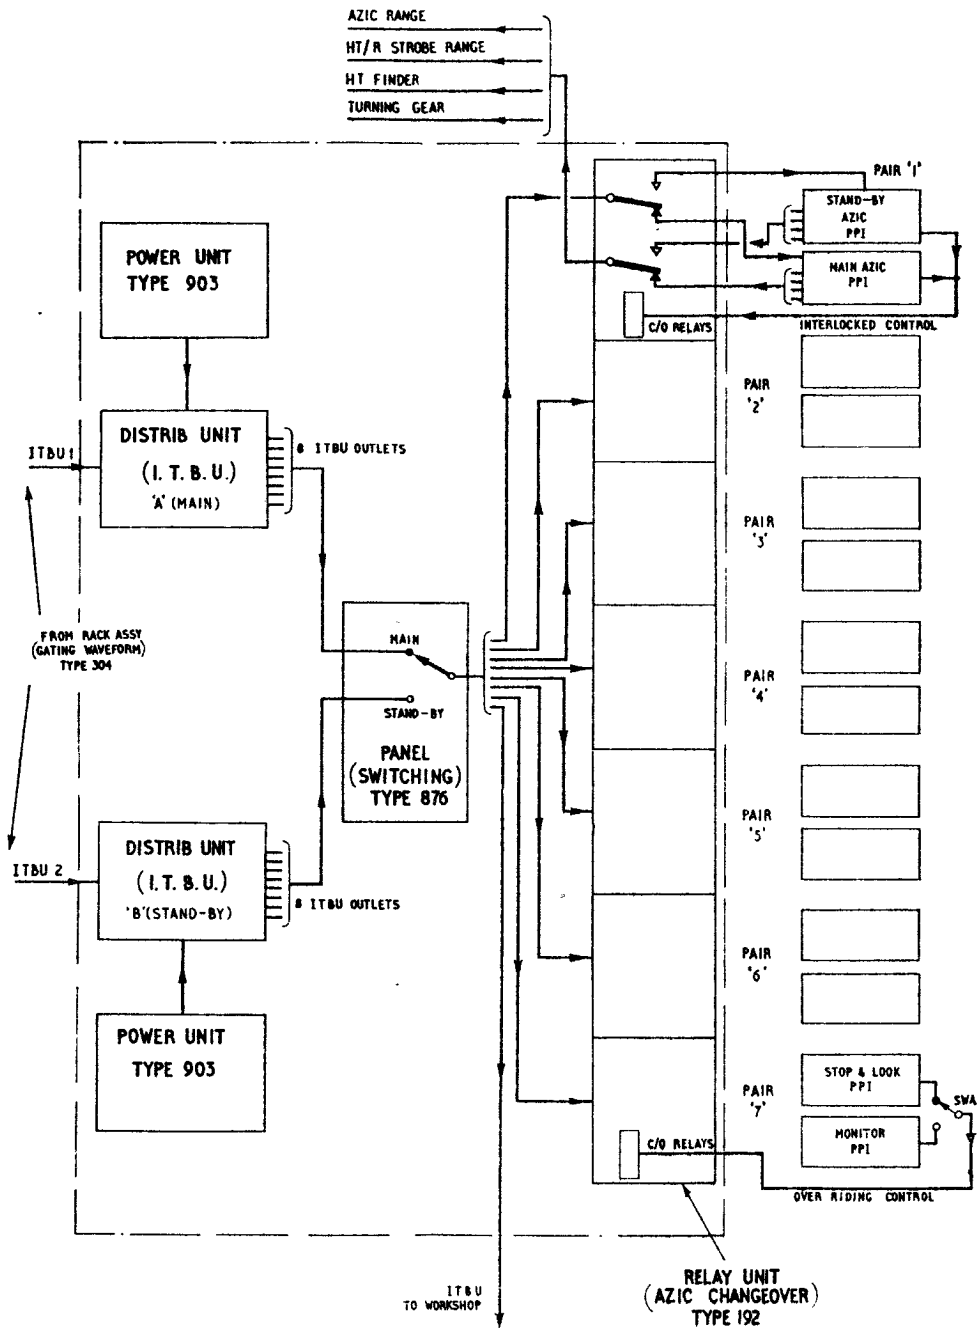 AZIC RANGE
HT/R STROBE RANGE
HT FINDER
TURNING GEAR
PAIR '1'
STAND-BY
AZIC
PPI
MAIN AZIC
PPI
C/O RELAYS
INTERLOCKED CONTROL
POWER UNIT
TYPE 903
PAIR
'2'
DISTRIB UNIT
(I. T. B. U.)
'A' (MAIN)
ITBU 1
8 ITBU OUTLETS
PAIR
'3'
FROM RACK ASSY
(GATING WAVEFORM)
TYPE 304
MAIN
STAND-BY
PANEL
(SWITCHING)
TYPE 876
PAIR
'4'
PAIR
'5'
DISTRIB UNIT
(I. T. B. U.)
'B' (STAND-BY)
ITBU 2
8 ITBU OUTLETS
PAIR
'6'
POWER UNIT
TYPE 903
PAIR
'7'
STOP & LOOK
PPI
MONITOR
PPI
SWA
C/O RELAYS
OVER RIDING CONTROL
ITBU
TO WORKSHOP
RELAY UNIT
(AZIC CHANGEOVER)
TYPE 192